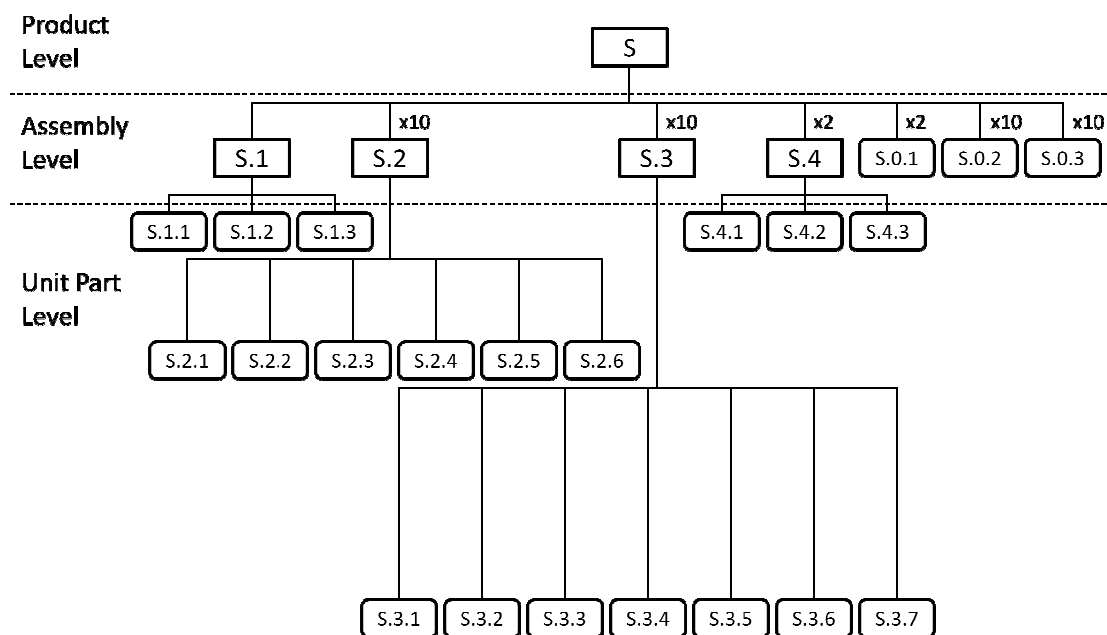 Product
Level
S
Assembly
Level
x10
x10
x2
x2
x10
x10
S.1
S.2
S.3
S.4
S.0.1
S.0.2
S.0.3
S.1.1
S.1.2
S.1.3
S.4.1
S.4.2
S.4.3
Unit Part
Level
S.2.1
S.2.2
S.2.3
S.2.4
S.2.5
S.2.6
S.3.1
S.3.2
S.3.3
S.3.4
S.3.5
S.3.6
S.3.7